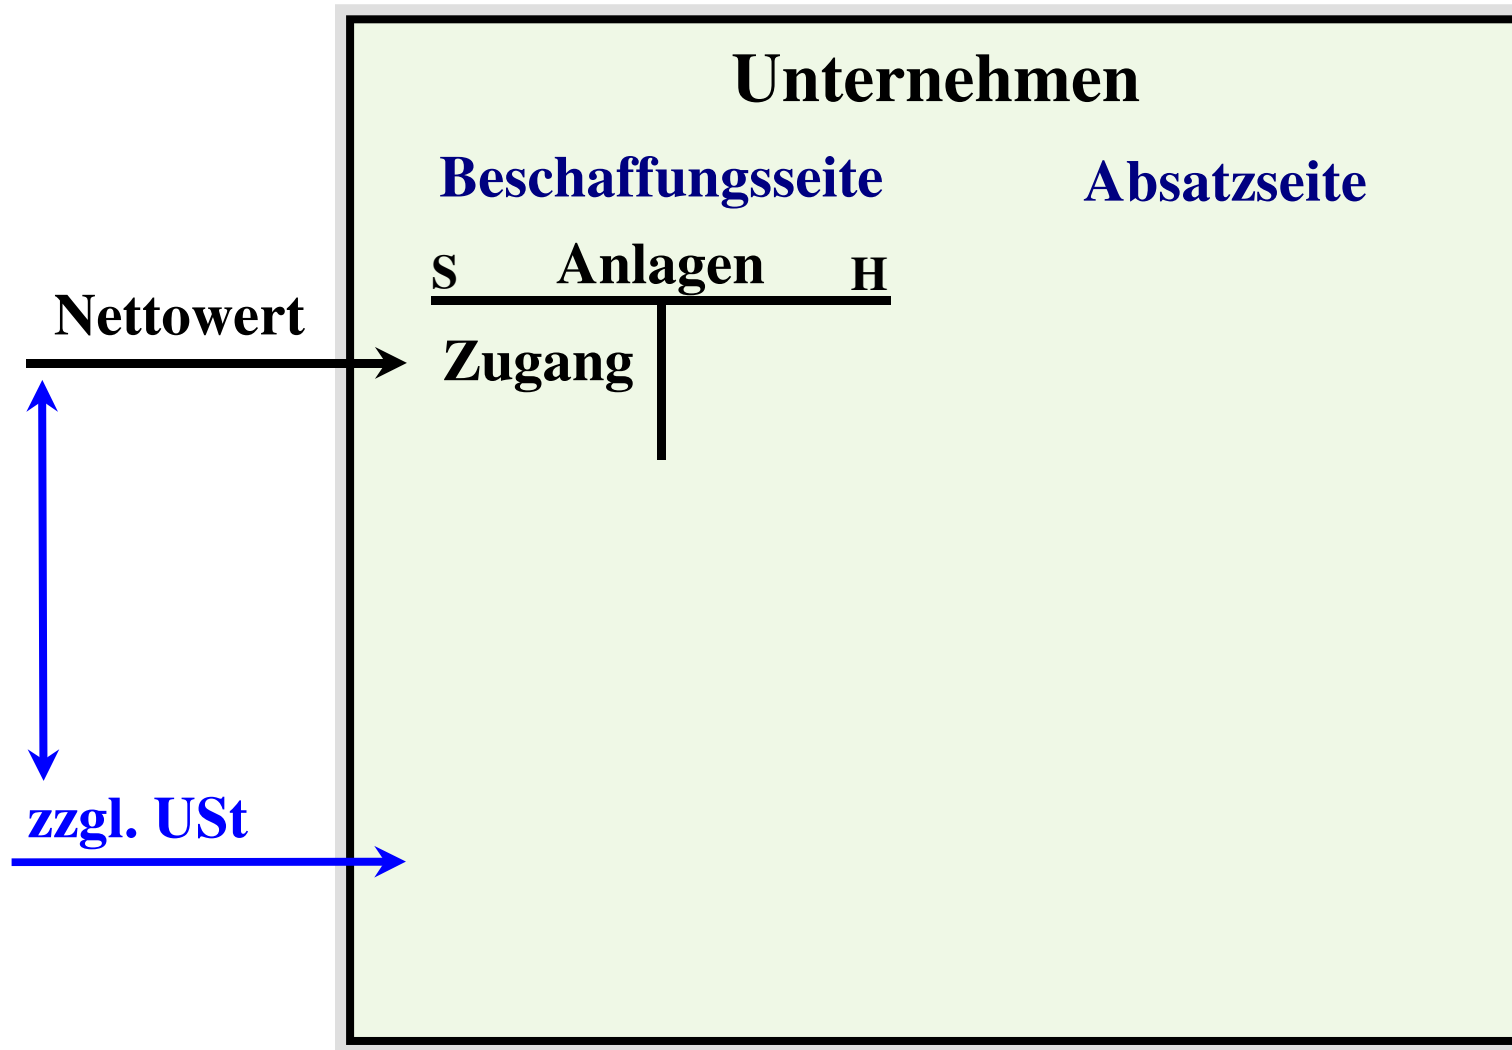 Unternehmen
Beschaffungsseite Absatzseite
S Anlagen H
Nettowert
Zugang
zzgl. USt